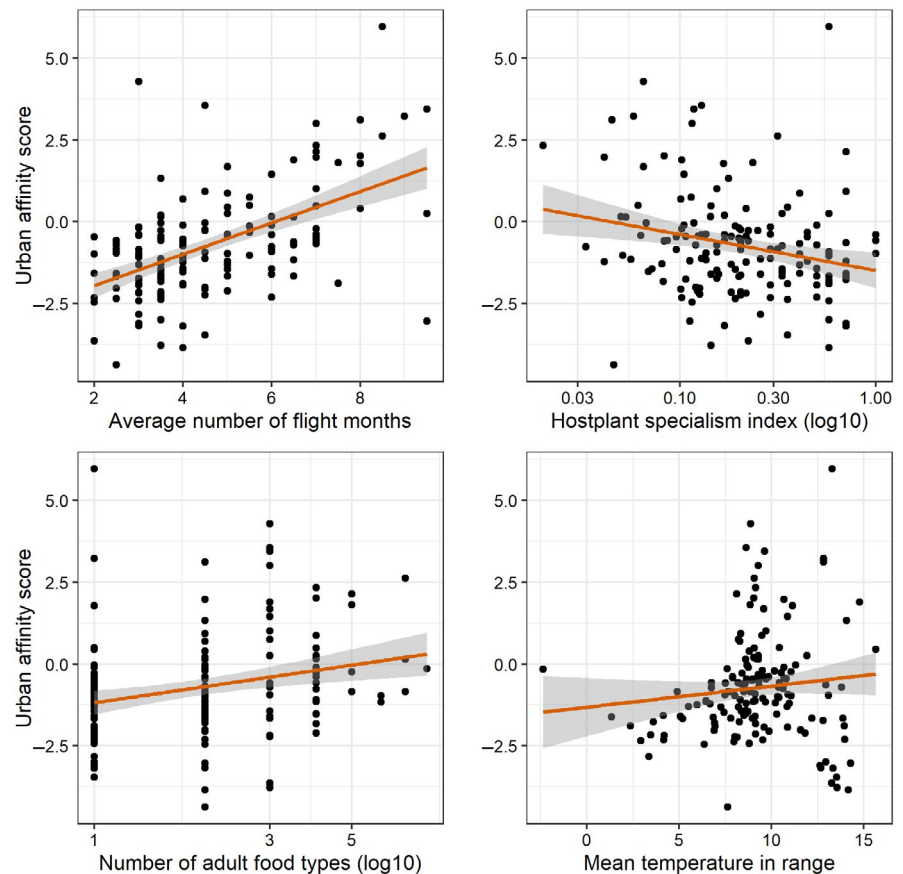 5.0
2.5
0.0
−2.5
Urban affinity score
2 4 6 8
Average number of flight months
5.0
2.5
0.0
−2.5
0.03 0.10 0.30 1.00
Hostplant specialism index (log10)
5.0
2.5
0.0
−2.5
Urban affinity score
1 3 5
Number of adult food types (log10)
5.0
2.5
0.0
−2.5
0 5 10 15
Mean temperature in range